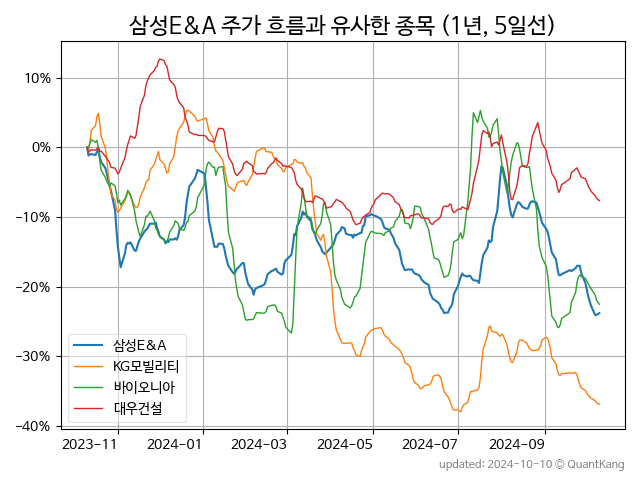 삼성E&A 주가 흐름과 유사한 종목 (1년, 5일선)
10%
0%
−10%
−20%
−30%
−40%
삼성E&A
KG모빌리티
바이오니아
대우건설
2023−11
2024−01
2024−03
2024−05
2024−07
2024−09
updated: 2024-10-10 © QuantKang